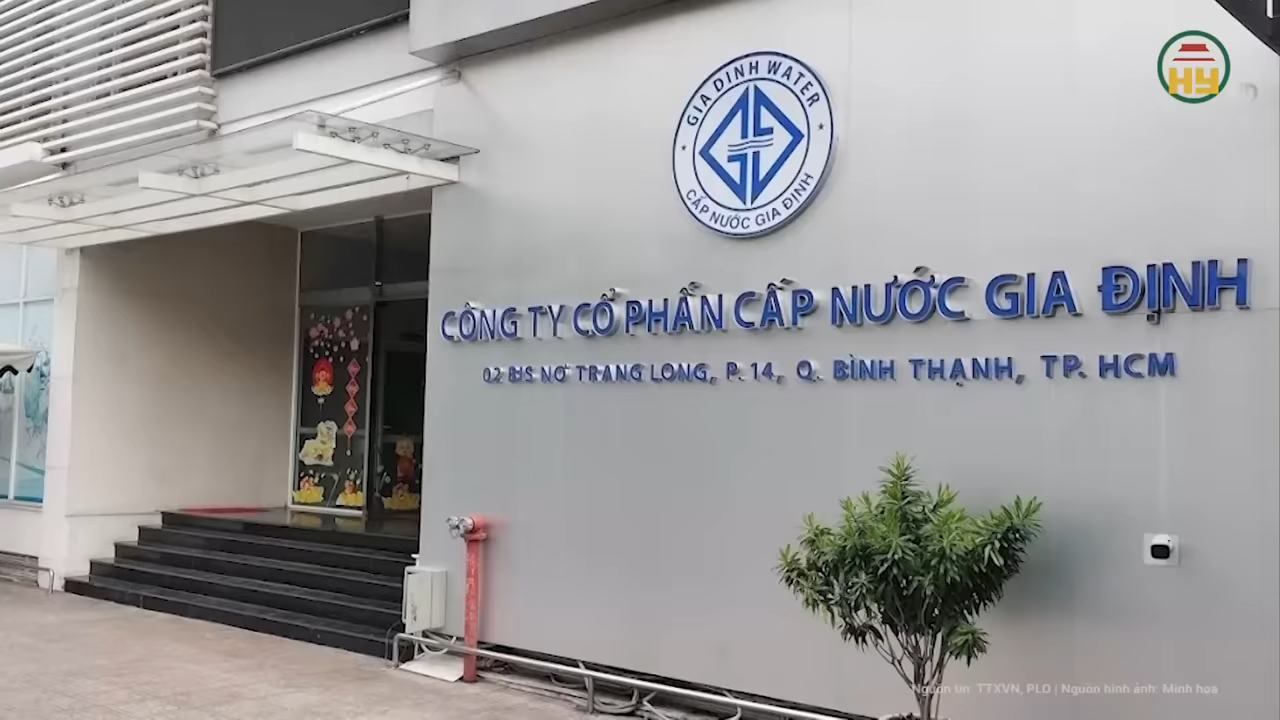 HY
GIA DINH WATER
CẤP NƯỚC GIA ĐỊNH
CÔNG TY CỔ PHẦN CẤP NƯỚC GIA ĐỊNH
02 BIS NƠ TRANG LONG, P. 14, Q. BÌNH THẠNH, TP. HCM
Nguồn tin: TTXVN, PLO | Nguồn hình ảnh: Minh họa